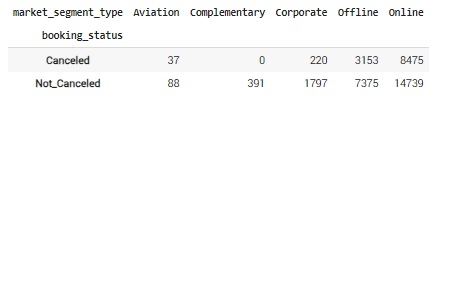 market_segment_type Aviation Complementary Corporate Offline Online
booking_status
Canceled 37 0 220 3153 8475
Not_Canceled 88 391 1797 7375 14739